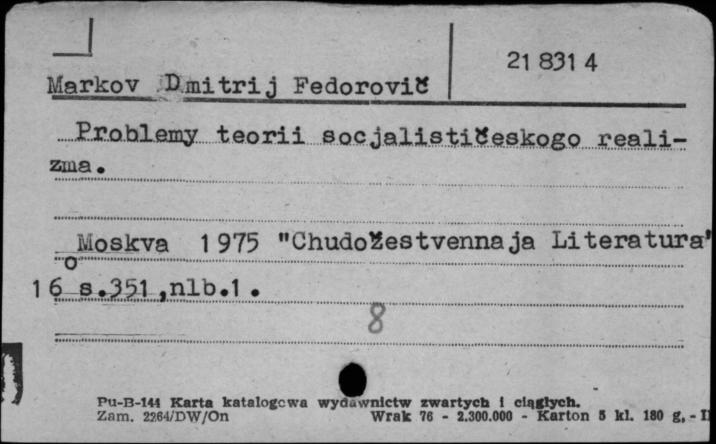 21 831 4
Markov Dmitrij Fedorovič
Problemy teorii socjalističeskogo reali-
zma.
Moskva 1975 "Chudožestvennaja Literatura"
16° s.351,nlb.1.
8
Pu-B-144 Karta katalogowa wydawnictw zwartych i ciągłych.
Zam. 2264/DW/On Wrak 76 - 2.300.000 - Karton 5 kl. 180 g. -